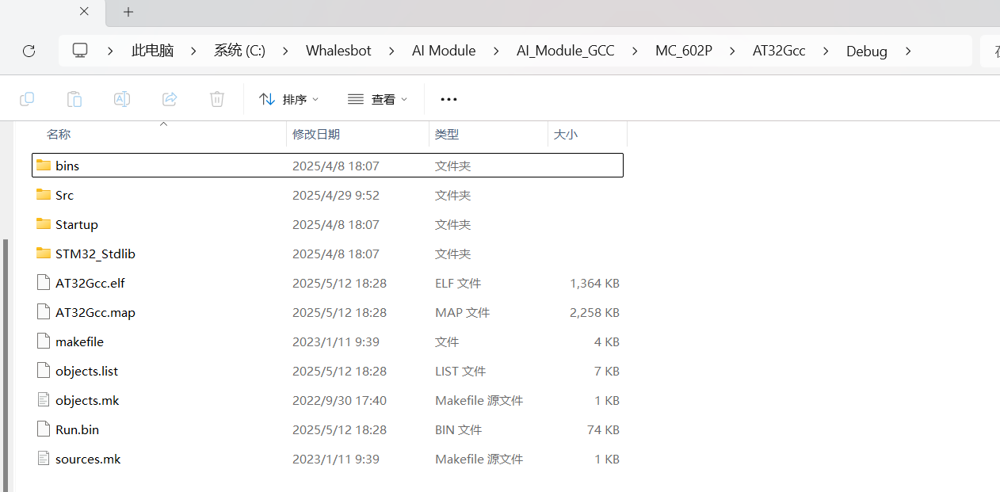 此电脑 系统 (C:) Whalesbot AI Module AI_Module_GCC MC_602P AT32Gcc Debug
排序 查看
名称 修改日期 类型 大小
bins 2025/4/8 18:07 文件夹
Src 2025/4/29 9:52 文件夹
Startup 2025/4/8 18:07 文件夹
STM32_Stdlib 2025/4/8 18:07 文件夹
AT32Gcc.elf 2025/5/12 18:28 ELF 文件 1,364 KB
AT32Gcc.map 2025/5/12 18:28 MAP 文件 2,258 KB
makefile 2023/1/11 9:39 文件 4 KB
objects.list 2025/5/12 18:28 LIST 文件 7 KB
objects.mk 2022/9/30 17:40 Makefile 源文件 1 KB
Run.bin 2025/5/12 18:28 BIN 文件 74 KB
sources.mk 2023/1/11 9:39 Makefile 源文件 1 KB